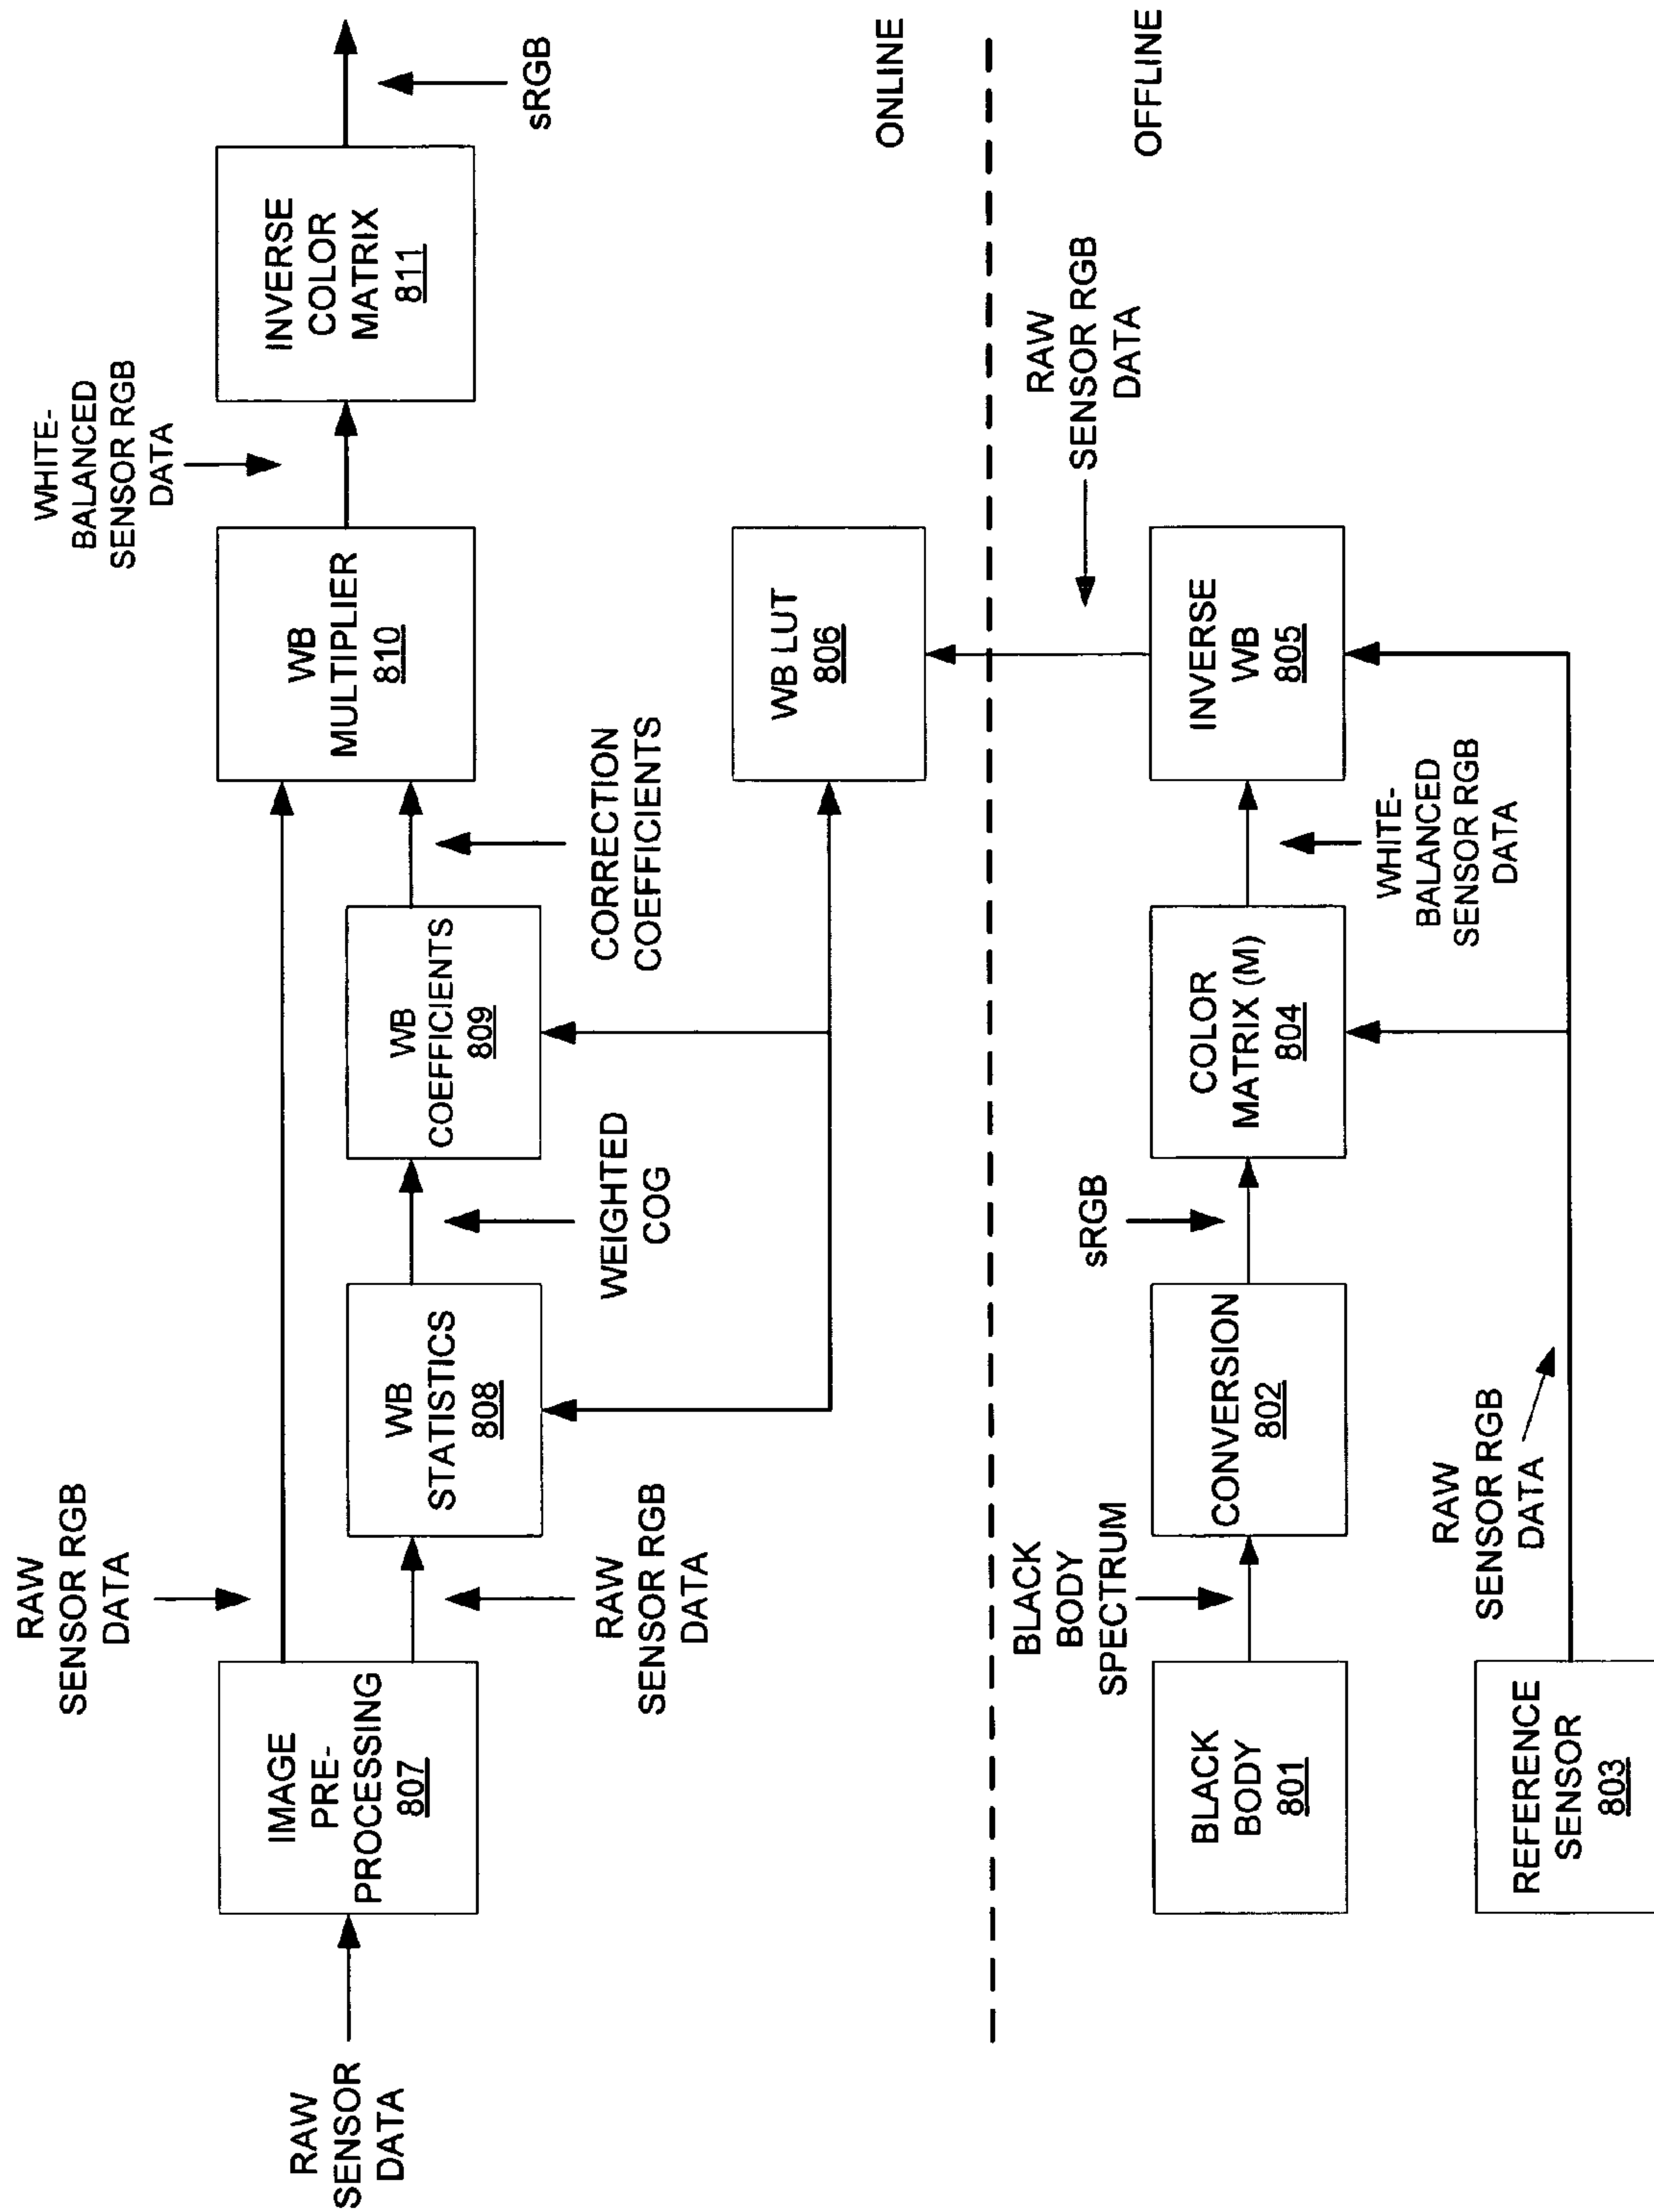 RAW
SENSOR
DATA
IMAGE
PRE-
PROCESSING
807
RAW
SENSOR RGB
DATA
RAW
SENSOR RGB
DATA
WB
STATISTICS
808
WEIGHTED
COG
WB
COEFFICIENTS
809
CORRECTION
COEFFICIENTS
WB
MULTIPLIER
810
WHITE-
BALANCED
SENSOR RGB
DATA
INVERSE
COLOR
MATRIX
811
sRGB
WB LUT
806
ONLINE
OFFLINE
BLACK
BODY
801
BLACK
BODY
SPECTRUM
CONVERSION
802
sRGB
COLOR
MATRIX (M)
804
WHITE-
BALANCED
SENSOR RGB
DATA
INVERSE
WB
805
RAW
SENSOR RGB
DATA
REFERENCE
SENSOR
803
RAW
SENSOR RGB
DATA